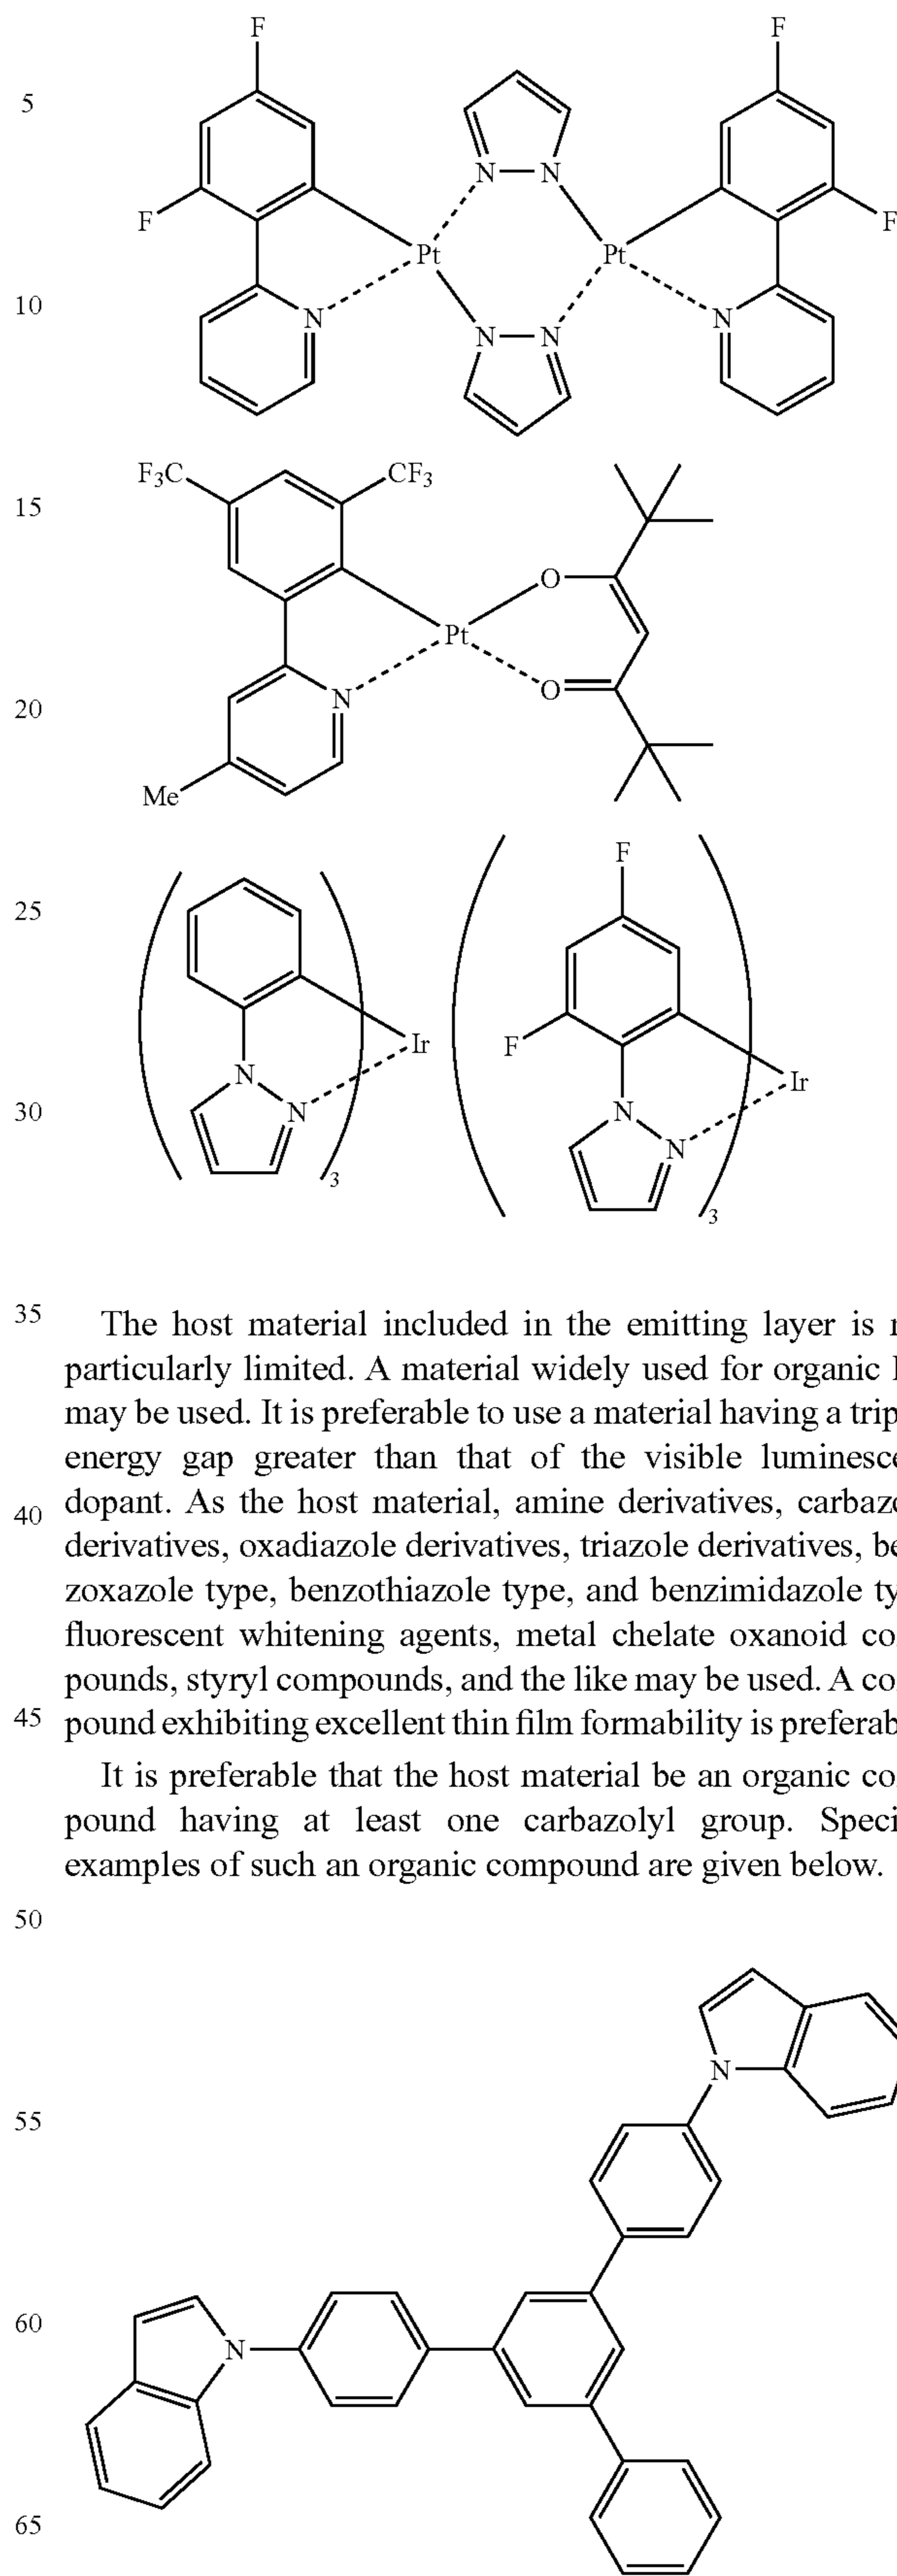 F F
5
N N
F F
Pt Pt
10
N N N N
F3C CF3
15
O
Pt
20
N O
Me
F
25
Ir F
N Ir
30
N N
N
3
3
35 The host material included in the emitting layer is
particularly limited. A material widely used for organic
may be used. It is preferable to use a material having a trip
energy gap greater than that of the visible luminesce
40 dopant. As the host material, amine derivatives, carbazo
derivatives, oxadiazole derivatives, triazole derivatives, be
zoxazole type, benzothiazole type, and benzimidazole ty
fluorescent whitening agents, metal chelate oxanoid co
pounds, styryl compounds, and the like may be used. A co
45 pound exhibiting excellent thin film formability is preferab
It is preferable that the host material be an organic co
pound having at least one carbazolyl group. Speci
examples of such an organic compound are given below.
50
N
55
60
N
65